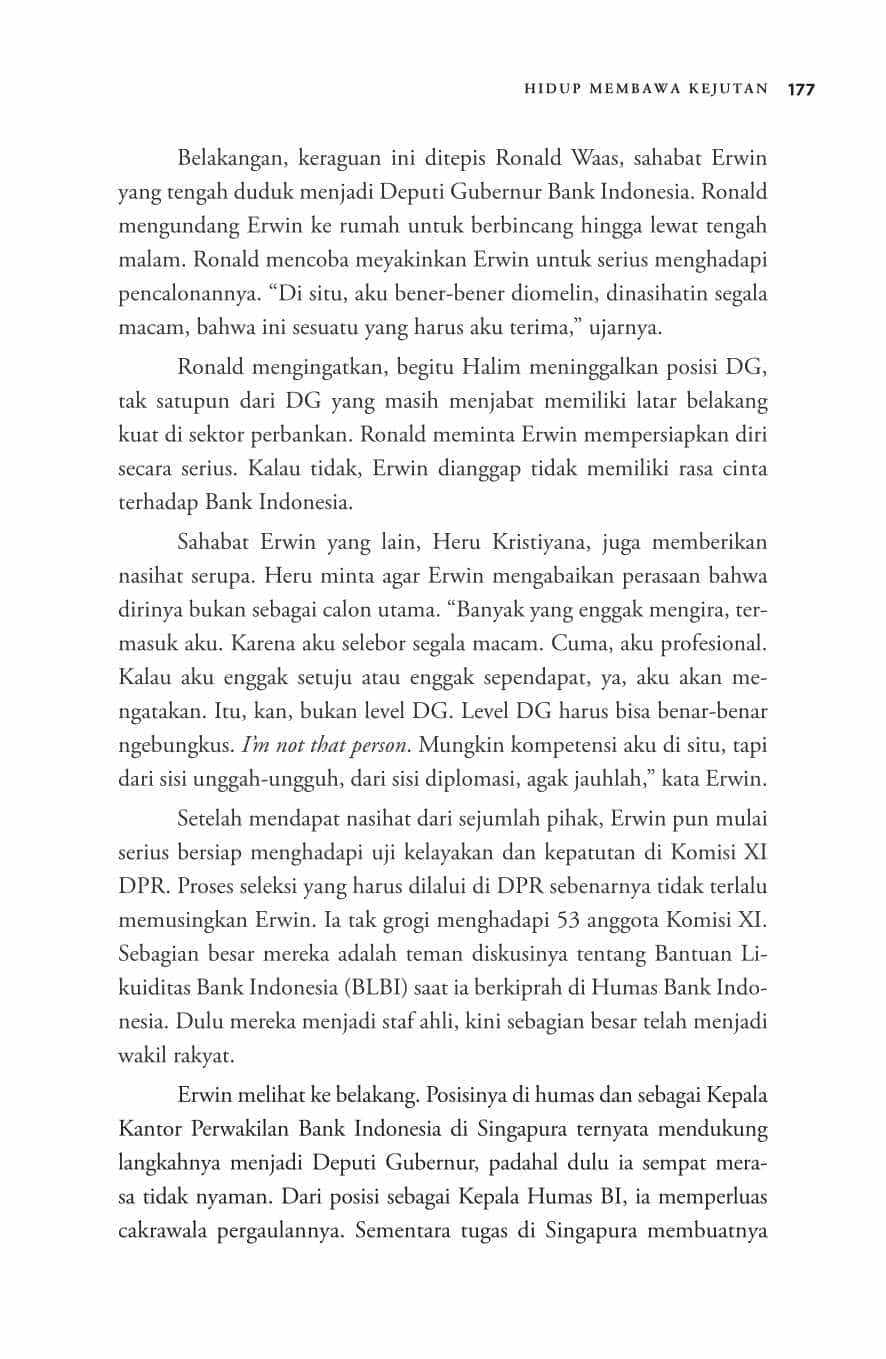 HIDUP MEMBAWA KEJUTAN 177
Belakangan, keraguan ini ditepis Ronald Waas, sahabat Erwin
yang tengah duduk menjadi Deputi Gubernur Bank Indonesia. Ronald
mengundang Erwin ke rumah untuk berbincang hingga lewat tengah
malam. Ronald mencoba meyakinkan Erwin untuk serius menghadapi
pencalonannya. “Di situ, aku bener-bener diomelin, dinasihatin segala
macam, bahwa ini sesuatu yang harus aku terima,” ujarnya.
Ronald mengingatkan, begitu Halim meninggalkan posisi DG,
tak satupun dari DG yang masih menjabat memiliki latar belakang
kuat di sektor perbankan. Ronald meminta Erwin mempersiapkan diri
secara serius. Kalau tidak, Erwin dianggap tidak memiliki rasa cinta
terhadap Bank Indonesia.
Sahabat Erwin yang lain, Heru Kristiyana, juga memberikan
nasihat serupa. Heru minta agar Erwin mengabaikan perasaan bahwa
dirinya bukan sebagai calon utama. “Banyak yang enggak mengira, ter-
masuk aku. Karena aku selebor segala macam. Cuma, aku profesional.
Kalau aku enggak setuju atau enggak sependapat, ya, aku akan me-
ngatakan. Itu, kan, bukan level DG. Level DG harus bisa benar-benar
ngebungkus. I’m not that person. Mungkin kompetensi aku di situ, tapi
dari sisi unggah-ungguh, dari sisi diplomasi, agak jauhlah,” kata Erwin.
Setelah mendapat nasihat dari sejumlah pihak, Erwin pun mulai
serius bersiap menghadapi uji kelayakan dan kepatutan di Komisi XI
DPR. Proses seleksi yang harus dilalui di DPR sebenarnya tidak terlalu
memusingkan Erwin. Ia tak grogi menghadapi 53 anggota Komisi XI.
Sebagian besar mereka adalah teman diskusinya tentang Bantuan Li-
kuiditas Bank Indonesia (BLBI) saat ia berkiprah di Humas Bank Indo-
nesia. Dulu mereka menjadi staf ahli, kini sebagian besar telah menjadi
wakil rakyat.
Erwin melihat ke belakang. Posisinya di humas dan sebagai Kepala
Kantor Perwakilan Bank Indonesia di Singapura ternyata mendukung
langkahnya menjadi Deputi Gubernur, padahal dulu ia sempat mera-
sa tidak nyaman. Dari posisi sebagai Kepala Humas BI, ia memperluas
cakrawala pergaulannya. Sementara tugas di Singapura membuatnya